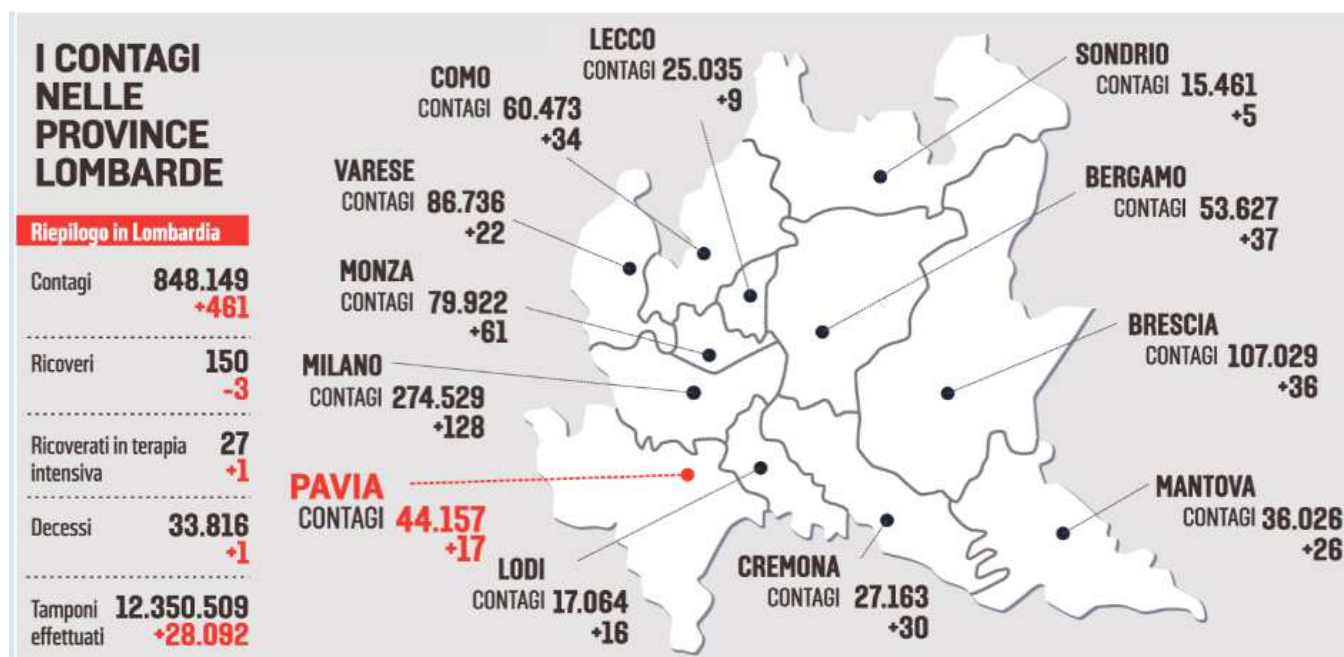 I CONTAGI
NELLE
PROVINCE
LOMBARDE
Riepilogo in Lombardia
Contagi 848.149
+461
Ricoveri 150
-3
Ricoverati in terapia intensiva 27
+1
Decessi 33.816
+1
Tamponi effettuati 12.350.509
+28.092
LECCO
CONTAGI 25.035
+9
COMO
CONTAGI 60.473
+34
VARESE
CONTAGI 86.736
+22
MONZA
CONTAGI 79.922
+61
MILANO
CONTAGI 274.529
+128
PAVIA
CONTAGI 44.157
+17
LODI
CONTAGI 17.064
+16
CREMONA
CONTAGI 27.163
+30
SONDRIO
CONTAGI 15.461
+5
BERGAMO
CONTAGI 53.627
+37
BRESCIA
CONTAGI 107.029
+36
MANTOVA
CONTAGI 36.026
+26